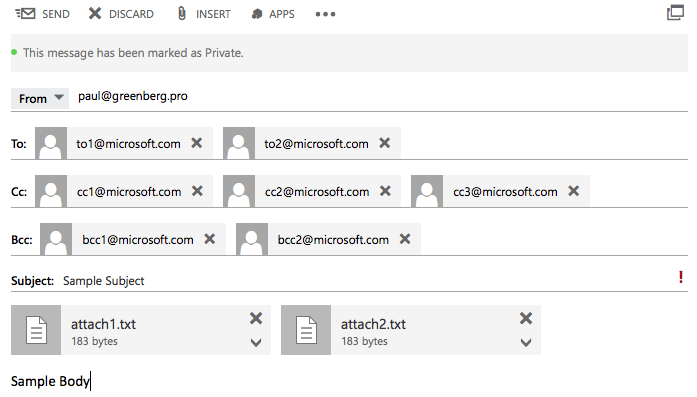 SEND DISCARD INSERT APPS
This message has been marked as Private.
From paul@greenberg.pro
To: to1@microsoft.com to2@microsoft.com
Cc: cc1@microsoft.com cc2@microsoft.com cc3@microsoft.com
Bcc: bcc1@microsoft.com bcc2@microsoft.com
Subject: Sample Subject !
attach1.txt attach2.txt
183 bytes 183 bytes
Sample Body